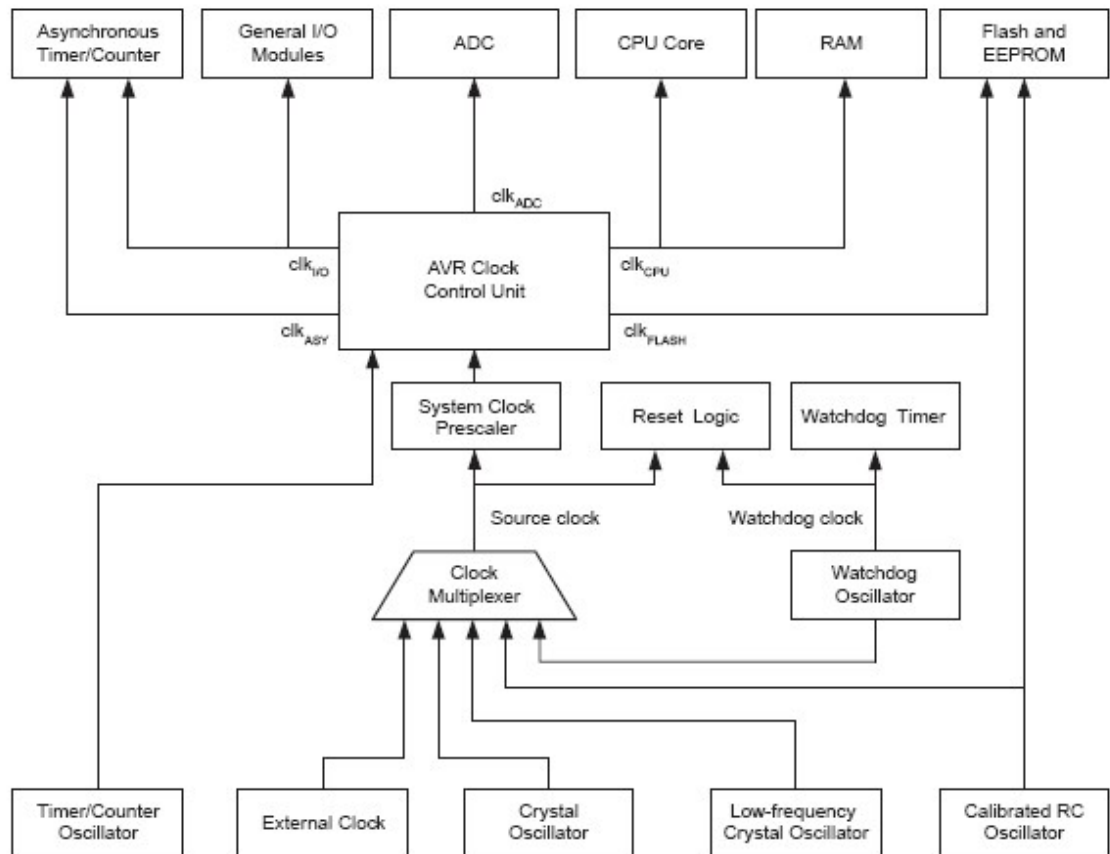 Asynchronous
Timer/Counter
General I/O
Modules
ADC
CPU Core
RAM
Flash and
EEPROM
clkADC
clkI/O
AVR Clock
Control Unit
clkCPU
clkASY
clkFLASH
System Clock
Prescaler
Reset Logic
Watchdog Timer
Source clock
Watchdog clock
Clock
Multiplexer
Watchdog
Oscillator
Timer/Counter
Oscillator
External Clock
Crystal
Oscillator
Low-frequency
Crystal Oscillator
Calibrated RC
Oscillator